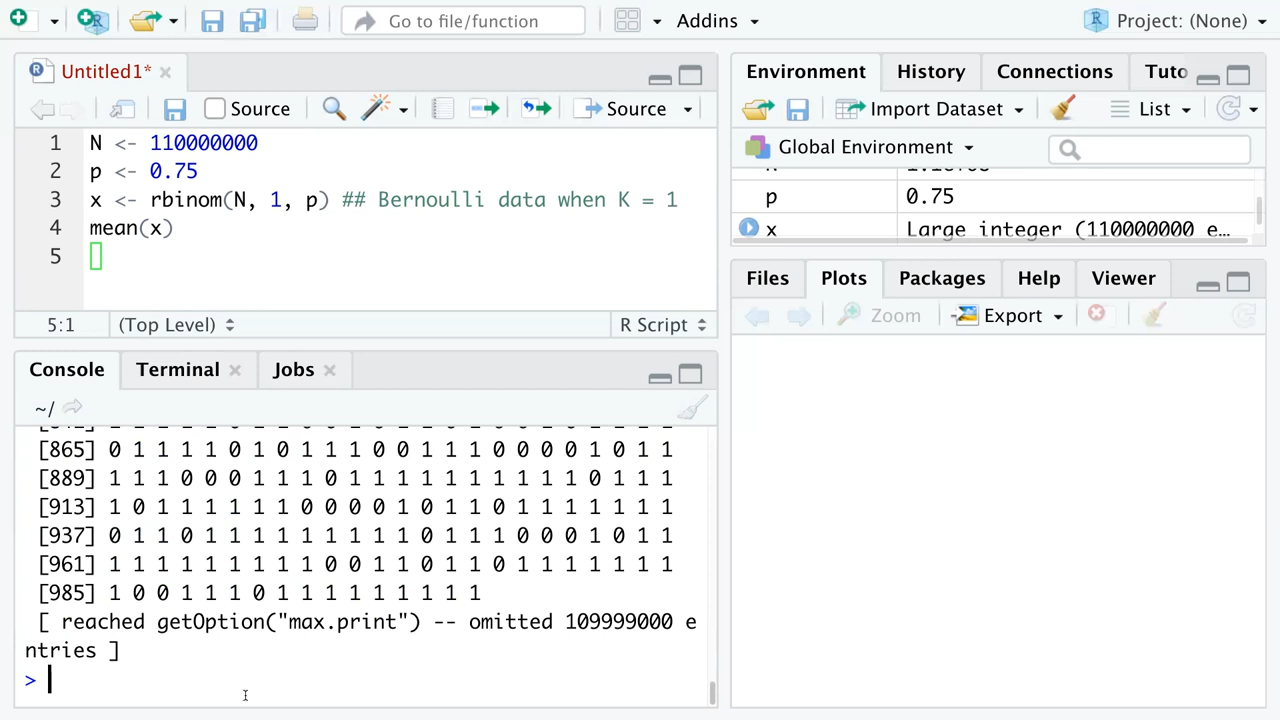 Go to file/function
Addins
Project: (None)
Untitled1*
Source
Source
1 N <- 110000000
2 p <- 0.75
3 x <- rbinom(N, 1, p) ## Bernoulli data when K = 1
4 mean(x)
5
5:1 (Top Level) R Script
Console Terminal Jobs
~/
[865] 0 1 1 1 1 0 1 0 1 1 1 0 0 1 1 1 0 0 0 0 1 0 1 1
[889] 1 1 1 0 0 0 1 1 1 0 1 1 1 1 1 1 1 1 1 1 0 1 1 1
[913] 1 0 1 1 1 1 1 1 0 0 0 0 1 0 1 1 0 1 1 1 1 1 1 1
[937] 0 1 1 0 1 1 1 1 1 1 1 1 1 0 1 1 1 0 0 0 1 0 1 1
[961] 1 1 1 1 1 1 1 1 1 0 0 1 1 0 1 1 0 1 1 1 1 1 1 1
[985] 1 0 0 1 1 1 0 1 1 1 1 1 1 1 1 1
[ reached getOption("max.print") -- omitted 109999000 e
ntries ]
>
Environment History Connections Tuto
Import Dataset List
Global Environment
p 0.75
x Large integer (110000000 e…
Files Plots Packages Help Viewer
Zoom Export